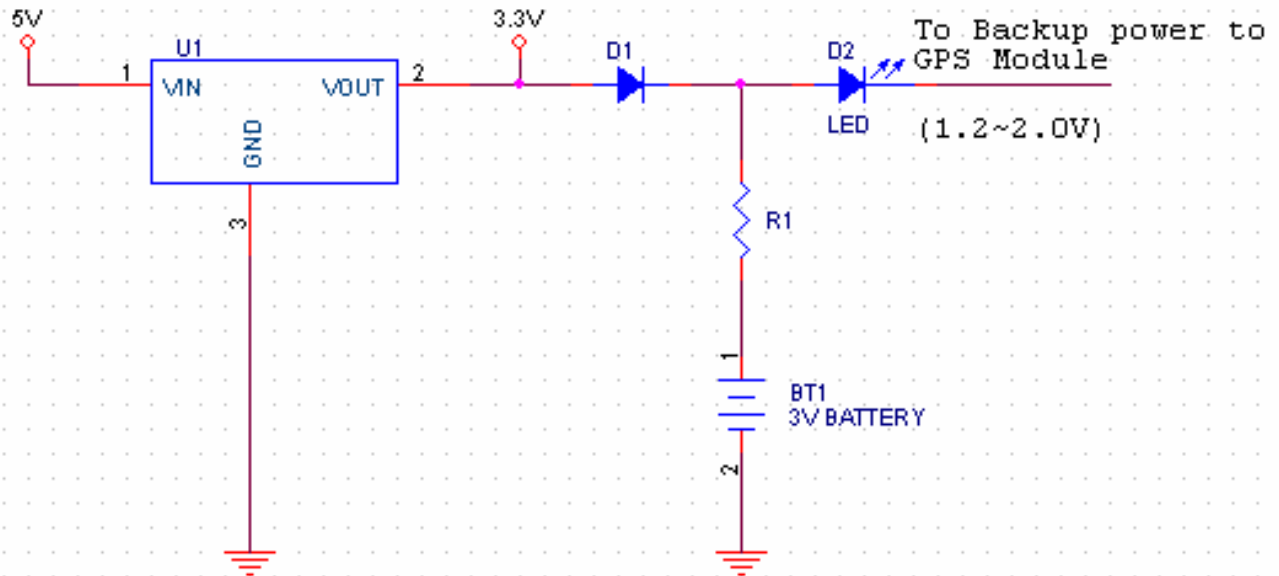 5V
3.3V
To Backup power to
GPS Module
U1
D1
D2
1
2
VIN
VOUT
GND
LED
(1.2~2.0V)
3
R1
1
BT1
3V BATTERY
2